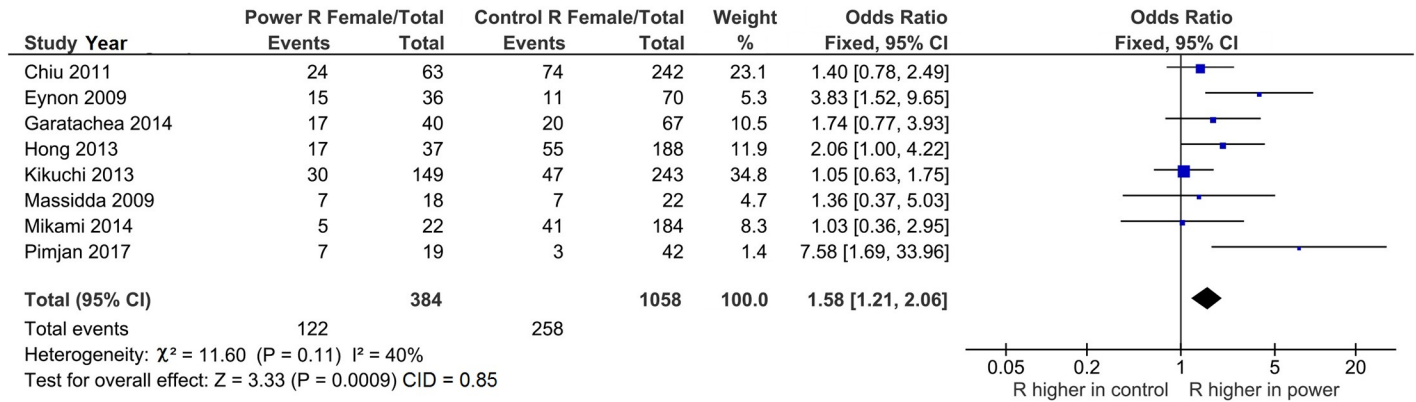 Power R Female/Total Control R Female/Total Weight Odds Ratio Odds Ratio
Study Year Events Total Events Total % Fixed, 95% CI Fixed, 95% CI
Chiu 2011 24 63 74 242 23.1 1.40 [0.78, 2.49]
Eynon 2009 15 36 11 70 5.3 3.83 [1.52, 9.65]
Garatachea 2014 17 40 20 67 10.5 1.74 [0.77, 3.93]
Hong 2013 17 37 55 188 11.9 2.06 [1.00, 4.22]
Kikuchi 2013 30 149 47 243 34.8 1.05 [0.63, 1.75]
Massidda 2009 7 18 7 22 4.7 1.36 [0.37, 5.03]
Mikami 2014 5 22 41 184 8.3 1.03 [0.36, 2.95]
Pimjan 2017 7 19 3 42 1.4 7.58 [1.69, 33.96]
Total (95% CI) 384 1058 100.0 1.58 [1.21, 2.06]
Total events 122 258
Heterogeneity: χ² = 11.60 (P = 0.11) I² = 40%
Test for overall effect: Z = 3.33 (P = 0.0009) CID = 0.85
0.05 0.2 1 5 20
R higher in control R higher in power